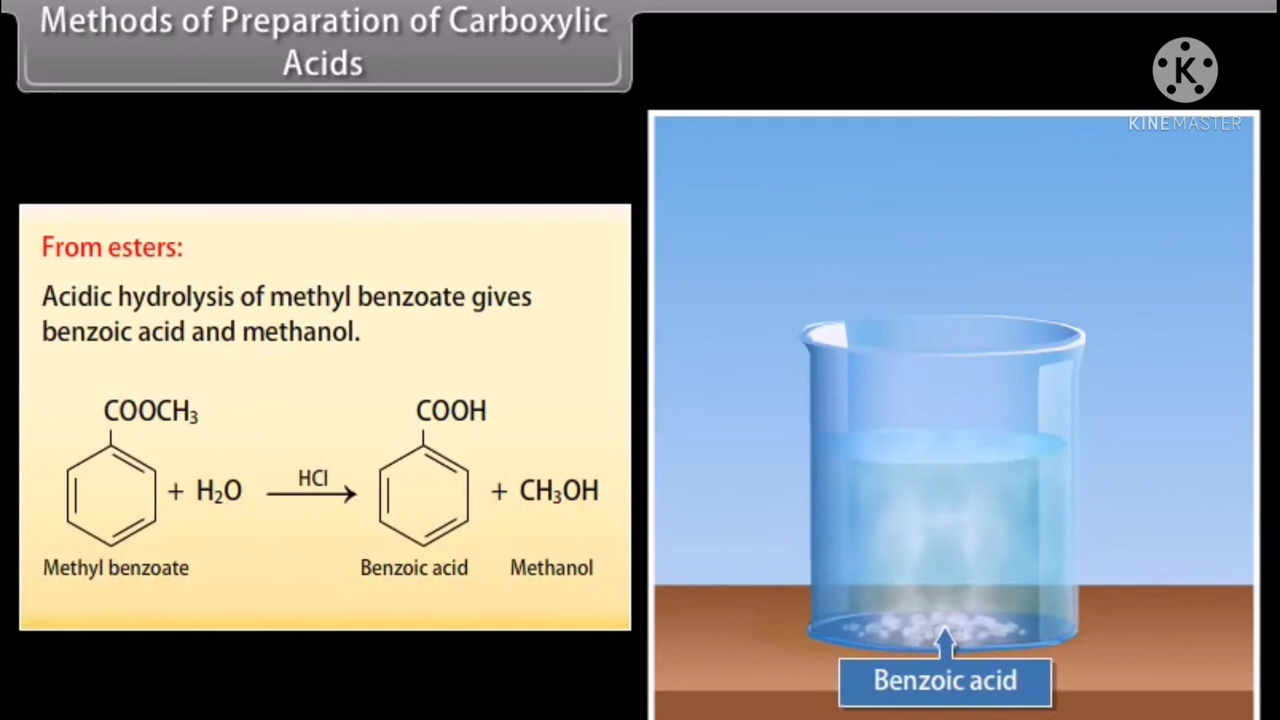 Methods of Preparation of Carboxylic
Acids
K
KINEMASTER
From esters:
Acidic hydrolysis of methyl benzoate gives
benzoic acid and methanol.
COOCH₃ COOH
+ H₂O HCl + CH₃OH
Methyl benzoate Benzoic acid Methanol
Benzoic acid